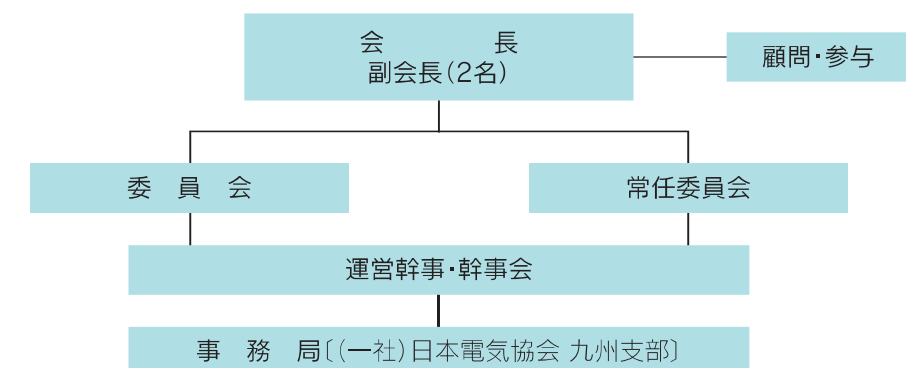 会　長
副会長(2名)
顧問・参与
委　員　会
常任委員会
運営幹事・幹事会
事　務　局〔(一社)日本電気協会 九州支部〕